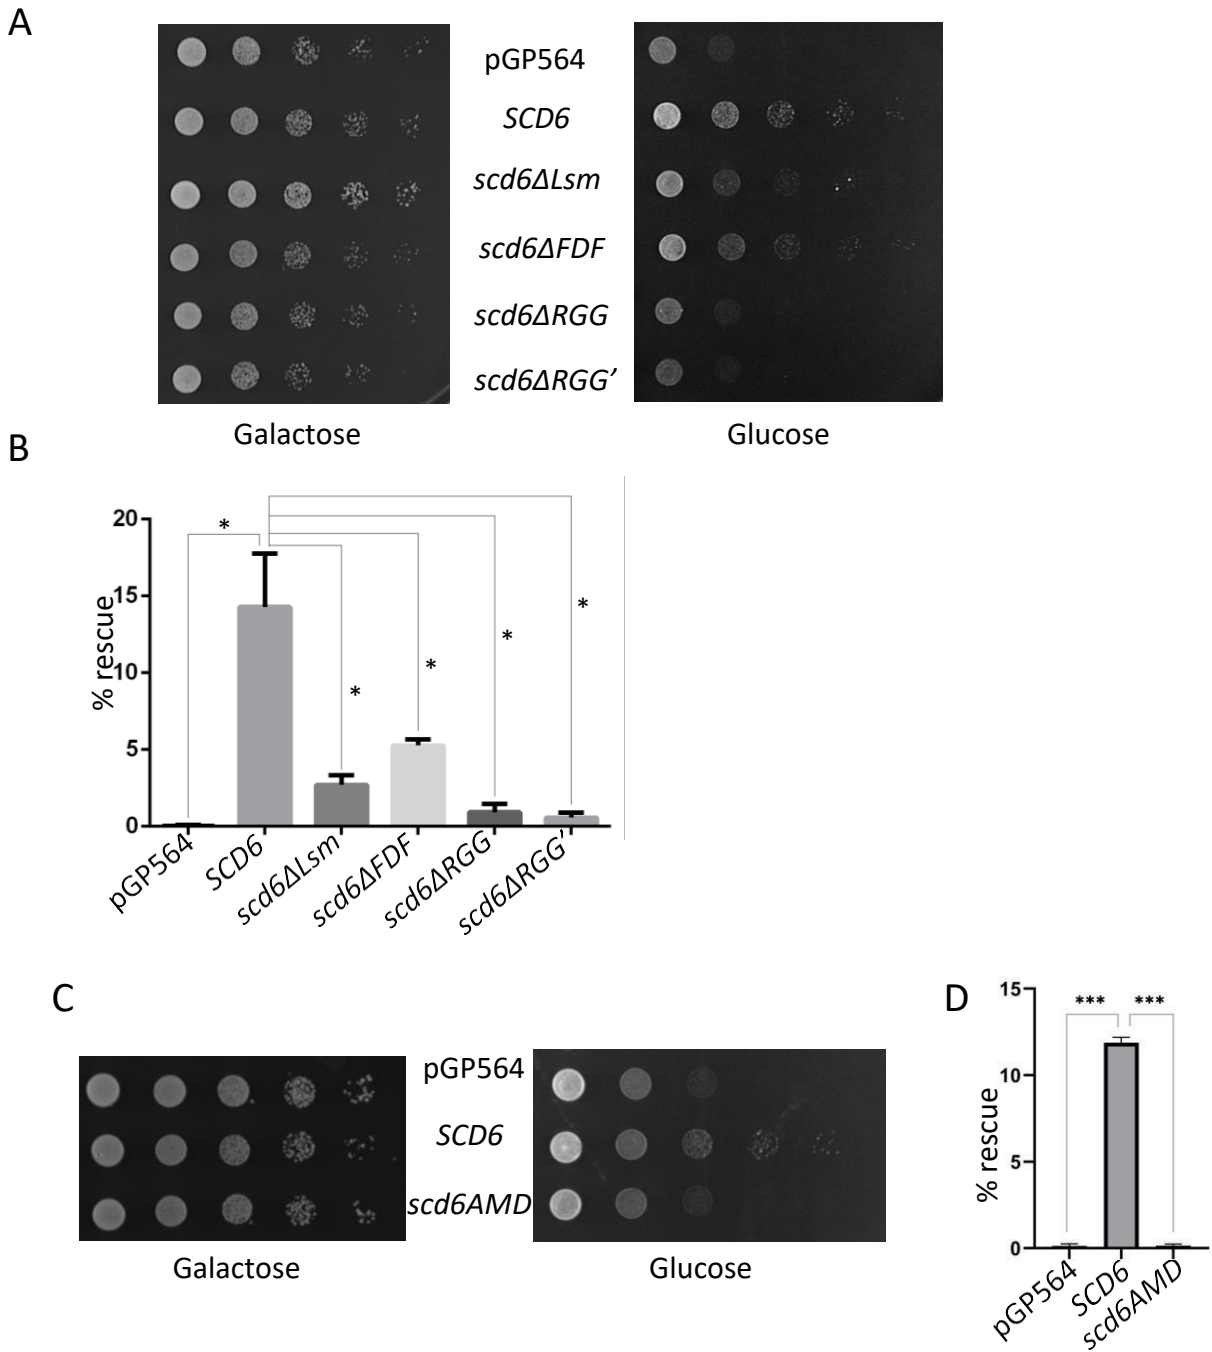 A
pGP564
SCD6
scd6ΔLsm
scd6ΔFDF
scd6ΔRGG
scd6ΔRGG’
Galactose
Glucose
B
% rescue
20
15
10
5
0
*
*
*
*
*
pGP564
SCD6
scd6ΔLsm
scd6ΔFDF
scd6ΔRGG
scd6ΔRGG’
C
pGP564
SCD6
scd6AMD
Galactose
Glucose
D
% rescue
15
10
5
0
*** ***
pGP564
SCD6
scd6AMD